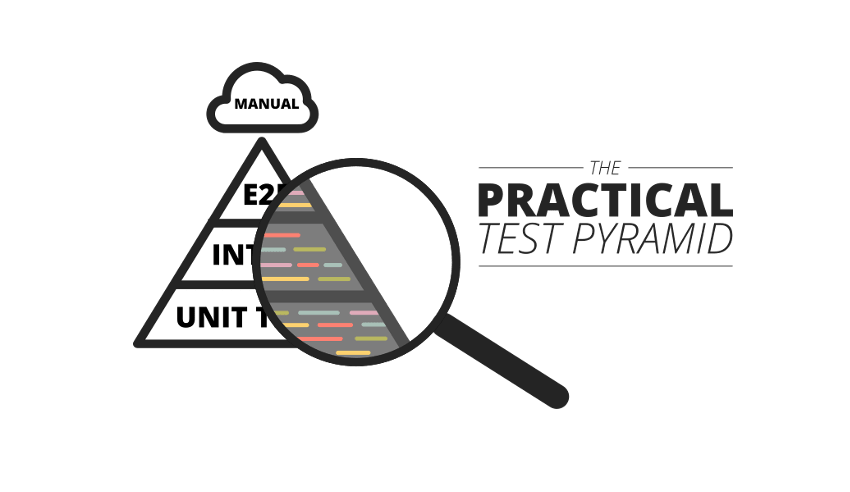 MANUAL
E2
INT
UNIT T
THE
PRACTICAL
TEST PYRAMID